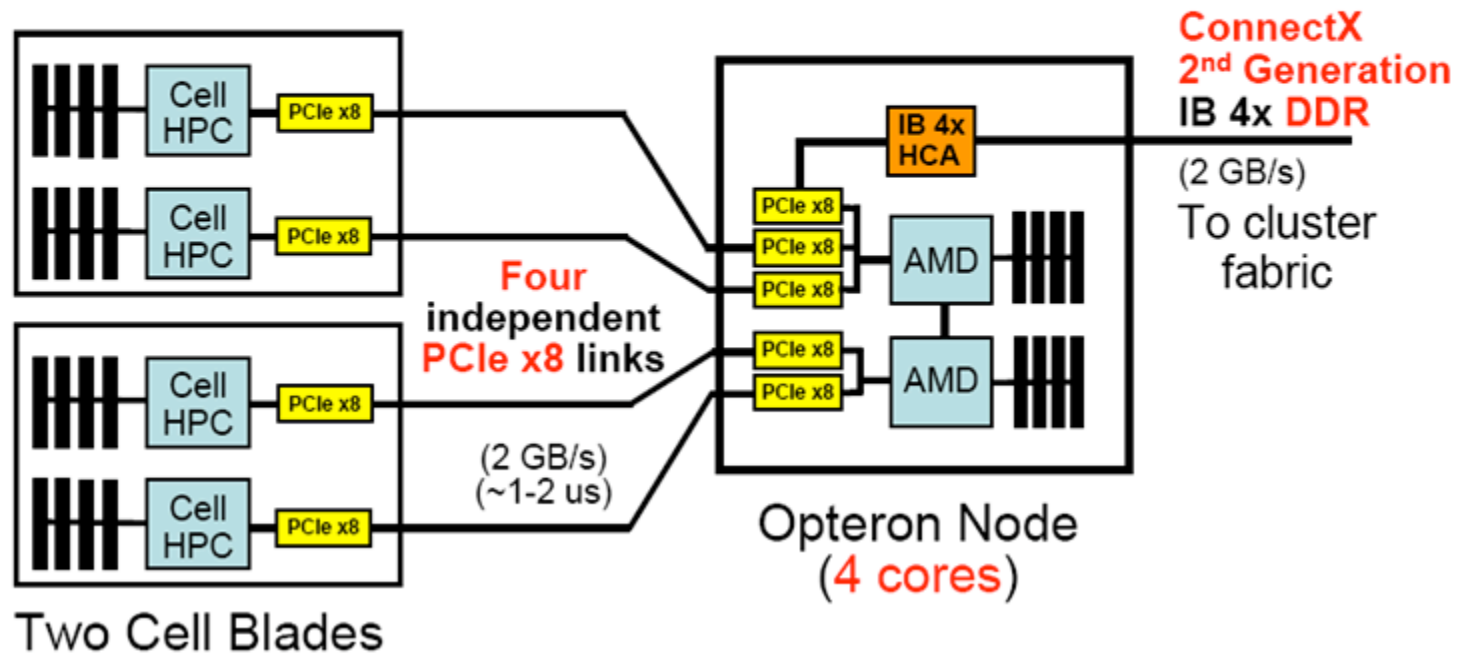 Cell
HPC
PCIe x8
Cell
HPC
PCIe x8
Cell
HPC
PCIe x8
Cell
HPC
PCIe x8
Two Cell Blades
Four
independent
PCIe x8 links
(2 GB/s)
(~1-2 us)
IB 4x
HCA
PCIe x8
PCIe x8
PCIe x8
AMD
PCIe x8
PCIe x8
AMD
Opteron Node
(4 cores)
ConnectX
2nd Generation
IB 4x DDR
(2 GB/s)
To cluster
fabric